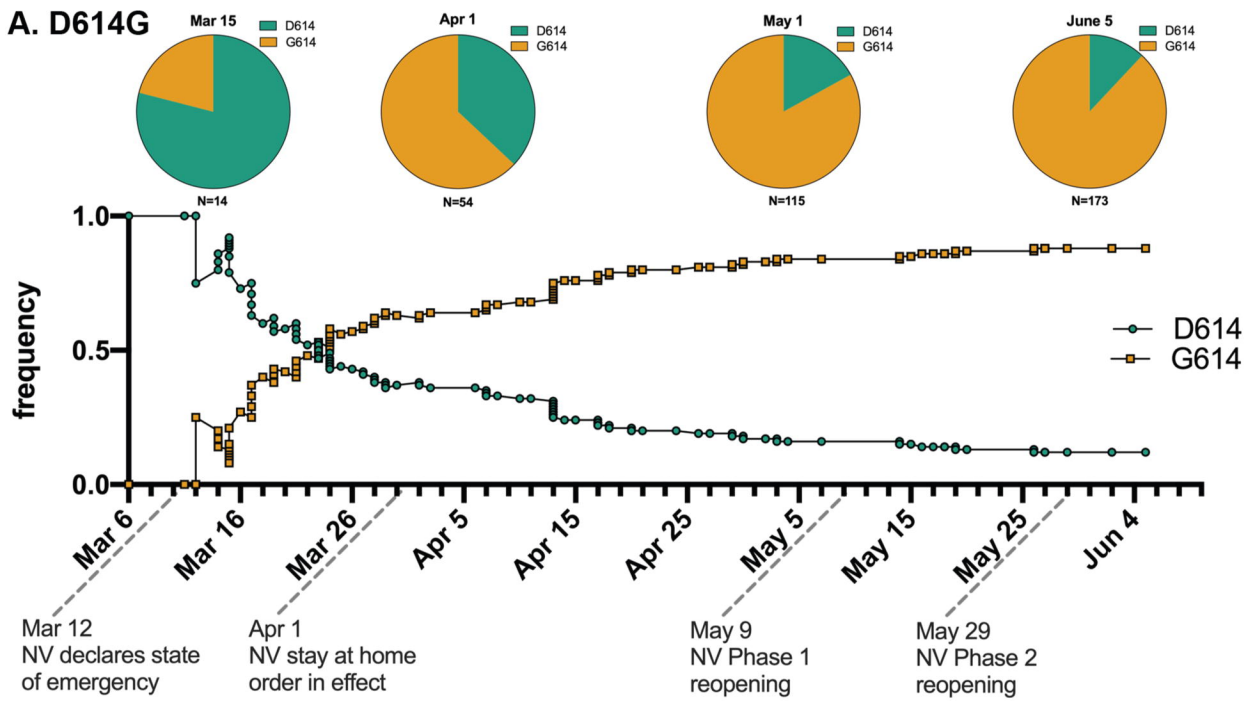 A. D614G
Mar 15
D614
G614
N=14
Apr 1
D614
G614
N=54
May 1
D614
G614
N=115
June 5
D614
G614
N=173
frequency
1.0
0.5
0.0
D614
G614
Mar 6
Mar 16
Mar 26
Apr 5
Apr 15
Apr 25
May 5
May 15
May 25
Jun 4
Mar 12
NV declares state
of emergency
Apr 1
NV stay at home
order in effect
May 9
NV Phase 1
reopening
May 29
NV Phase 2
reopening